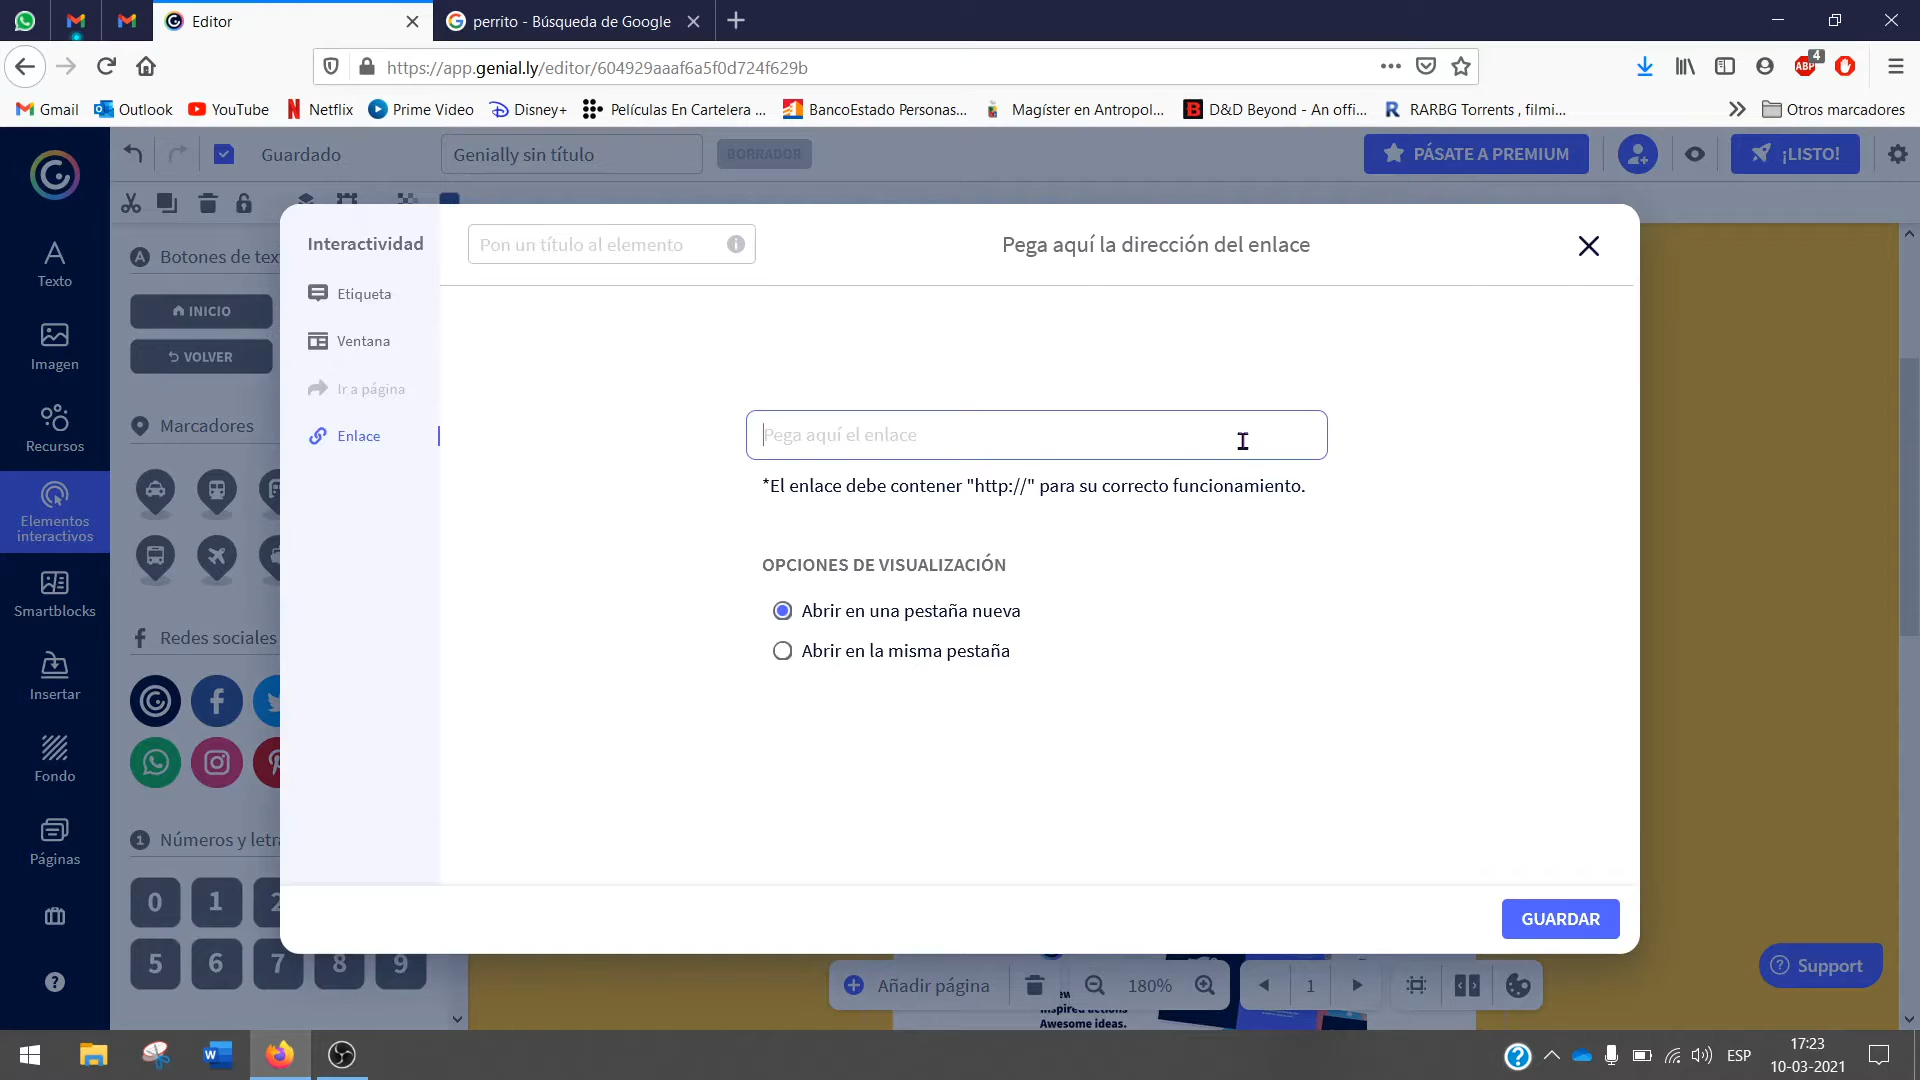 Editor
perrito - Búsqueda de Google
https://app.genial.ly/editor/604929aaaf6a5f0d724f629b
4
ABP
Gmail
Outlook
YouTube
Netflix
Prime Video
Disney+
Películas En Cartelera ...
BancoEstado Personas...
Magíster en Antropol...
D&D Beyond - An offi...
RARBG Torrents , filmi...
Otros marcadores
Guardado
Genially sin título
BORRADOR
PÁSATE A PREMIUM
¡LISTO!
Texto
Imagen
Recursos
Elementos
interactivos
Smartblocks
Insertar
Fondo
Páginas
Botones de tex
INICIO
VOLVER
Marcadores
Redes sociales
Números y letra
0
1
2
5
6
7
8
9
Interactividad
Etiqueta
Ventana
Ir a página
Enlace
Pon un título al elemento
Pega aquí la dirección del enlace
Pega aquí el enlace
*El enlace debe contener "http://" para su correcto funcionamiento.
OPCIONES DE VISUALIZACIÓN
Abrir en una pestaña nueva
Abrir en la misma pestaña
GUARDAR
Añadir página
180%
1
inspired actions
Awesome ideas.
Support
ESP
17:23
10-03-2021